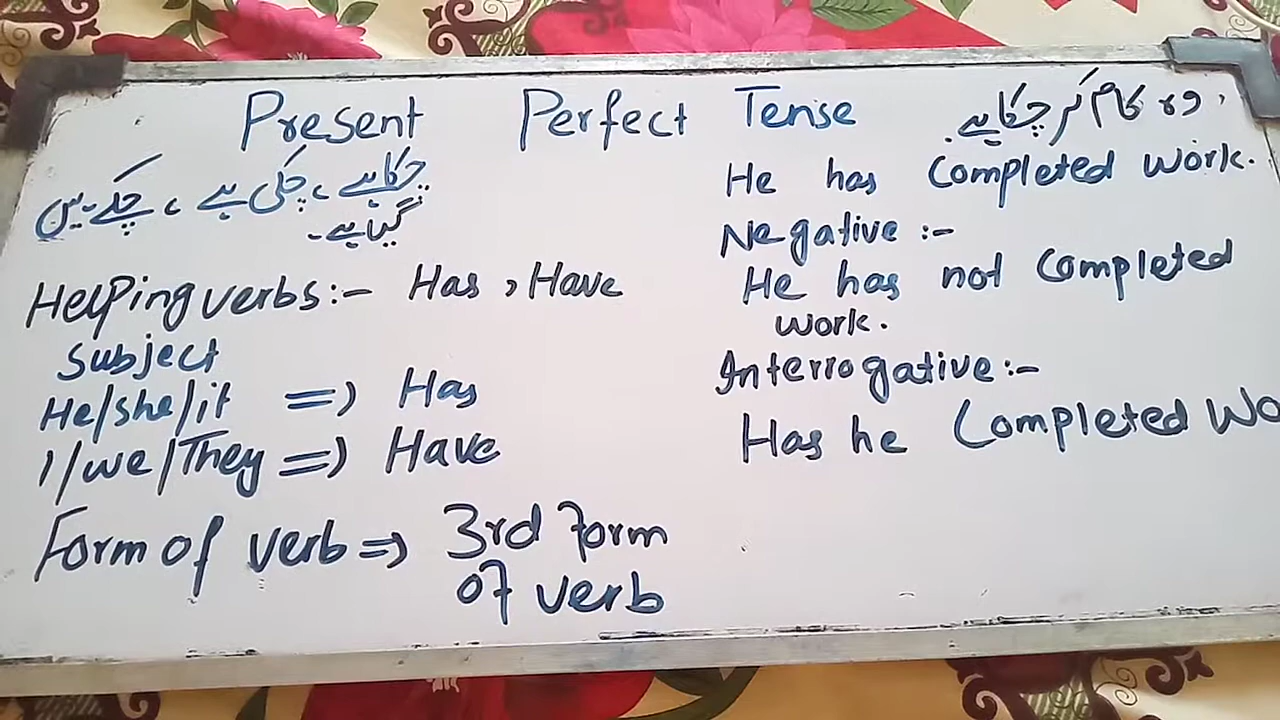 Present Perfect Tense
چکا ہے ، چکی ہے ، چکے ہیں
گیا ہے۔
Helping verbs:- Has , Have
Subject
He/she/it => Has
I/we/They => Have
Form of verb => 3rd form
of verb
وہ کام کر چکا ہے۔
He has Completed work.
Negative :-
He has not Completed
work.
Interrogative :-
Has he Completed Wo